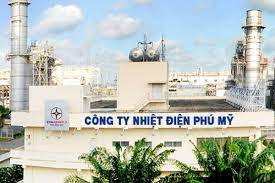 CÔNG TY NHIỆT ĐIỆN PHÚ MỸ